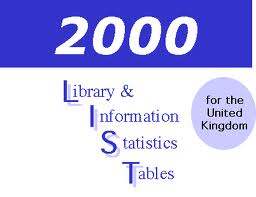 2000
Library &
Information
Statistics
Tables
for the
United
Kingdom